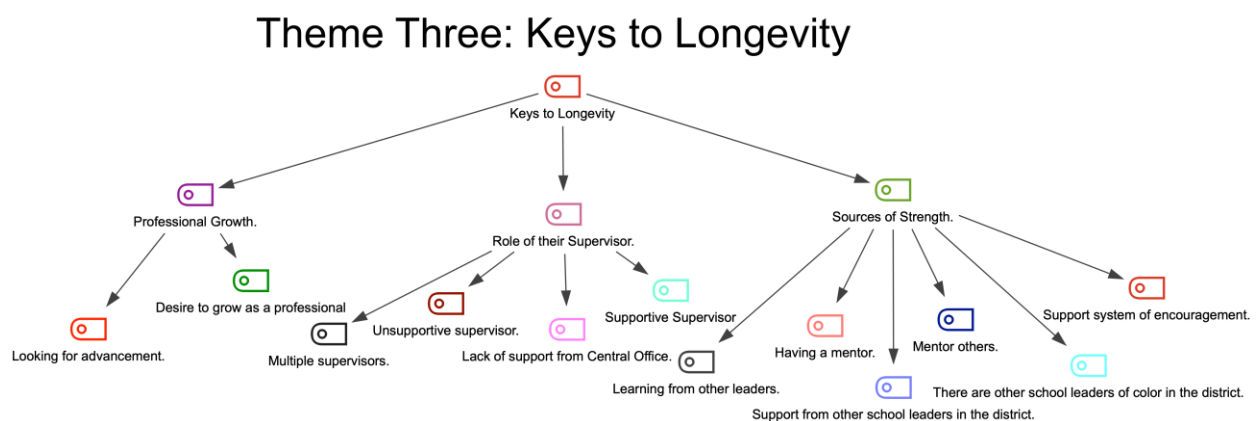 Theme Three: Keys to Longevity
Keys to Longevity
Professional Growth.
Role of their Supervisor.
Sources of Strength.
Desire to grow as a professional
Looking for advancement.
Multiple supervisors.
Unsupportive supervisor.
Lack of support from Central Office.
Supportive Supervisor
Learning from other leaders.
Having a mentor.
Support from other school leaders in the district.
Mentor others.
There are other school leaders of color in the district.
Support system of encouragement.